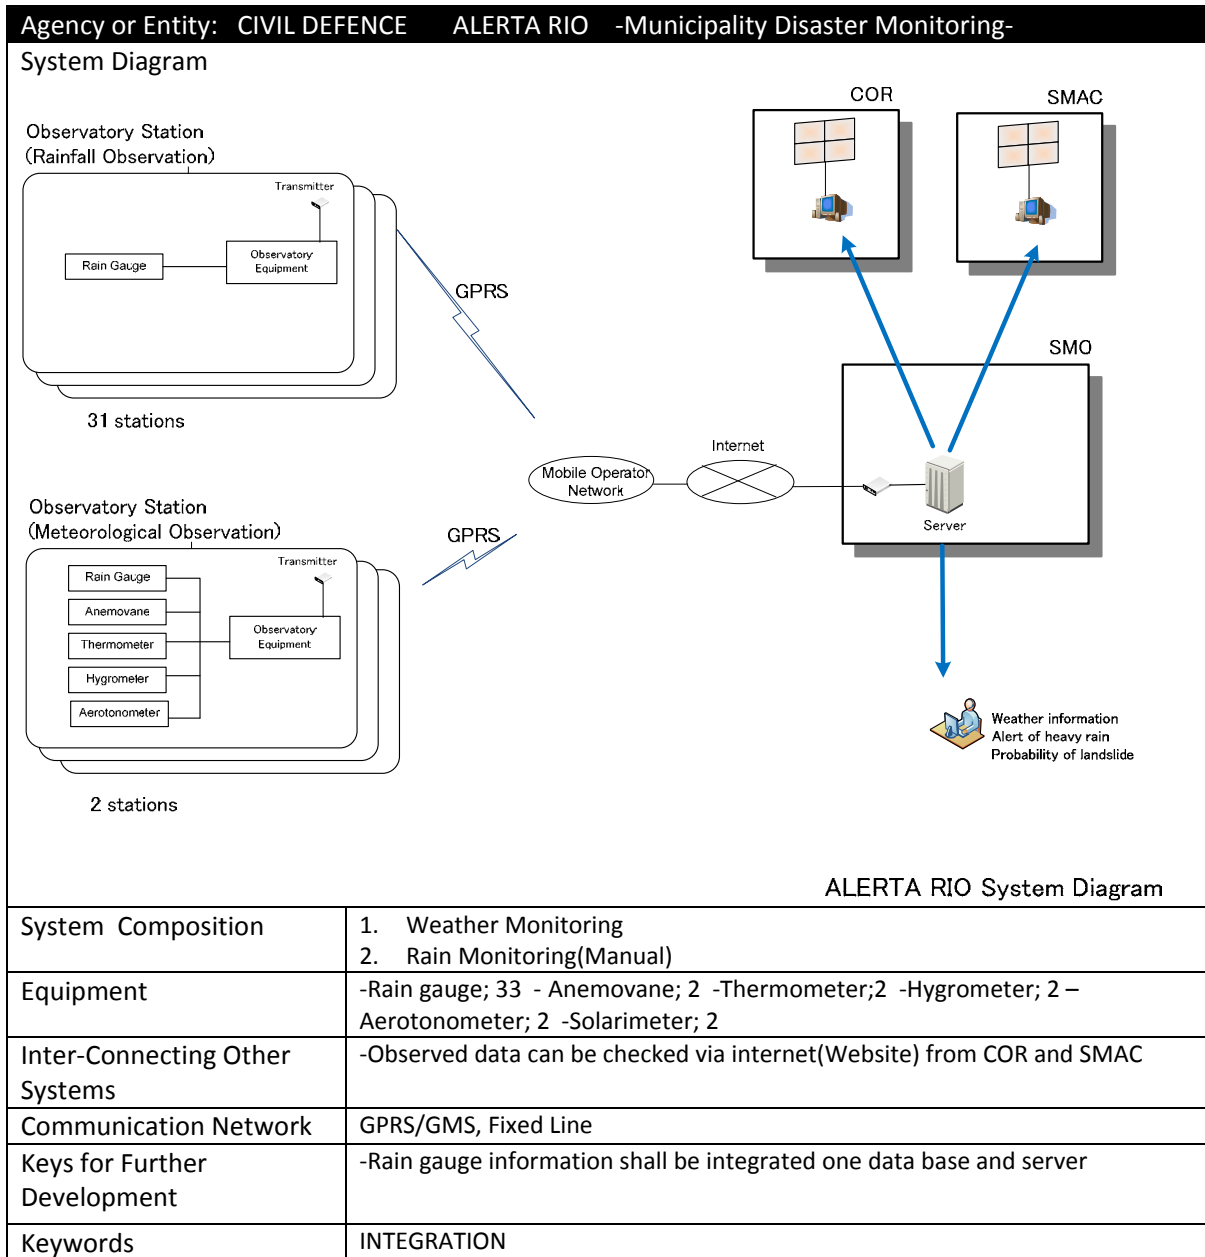 Agency or Entity: CIVIL DEFENCE ALERTA RIO -Municipality Disaster Monitoring-
System Diagram
COR
SMAC
Observatory Station
(Rainfall Observation)
Transmitter
Rain Gauge
Observatory
Equipment
GPRS
31 stations
SMO
Internet
Mobile Operator
Network
Server
Observatory Station
(Meteorological Observation)
GPRS
Transmitter
Rain Gauge
Anemovane
Thermometer
Hygrometer
Aerotonometer
Observatory
Equipment
2 stations
Weather information
Alert of heavy rain
Probability of landslide
ALERTA RIO System Diagram
System Composition
1. Weather Monitoring
2. Rain Monitoring(Manual)
Equipment
-Rain gauge; 33 - Anemovane; 2 -Thermometer;2 -Hygrometer; 2 –
Aerotonometer; 2 -Solarimeter; 2
Inter-Connecting Other
Systems
-Observed data can be checked via internet(Website) from COR and SMAC
Communication Network
GPRS/GMS, Fixed Line
Keys for Further
Development
-Rain gauge information shall be integrated one data base and server
Keywords
INTEGRATION